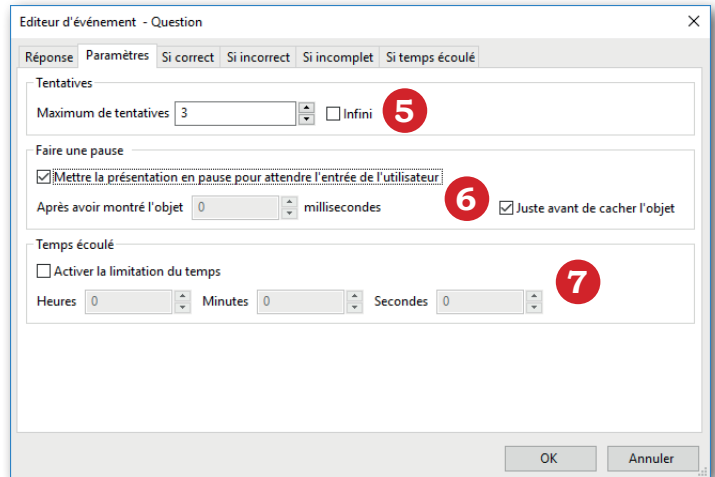 Editeur d'événement - Question
Réponse Paramètres Si correct Si incorrect Si incomplet Si temps écoulé
Tentatives
Maximum de tentatives 3 Infini 5
Faire une pause
Mettre la présentation en pause pour attendre l'entrée de l'utilisateur
Après avoir montré l'objet 0 millisecondes 6 Juste avant de cacher l'objet
Temps écoulé
Activer la limitation du temps
Heures 0 Minutes 0 Secondes 0 7
OK Annuler